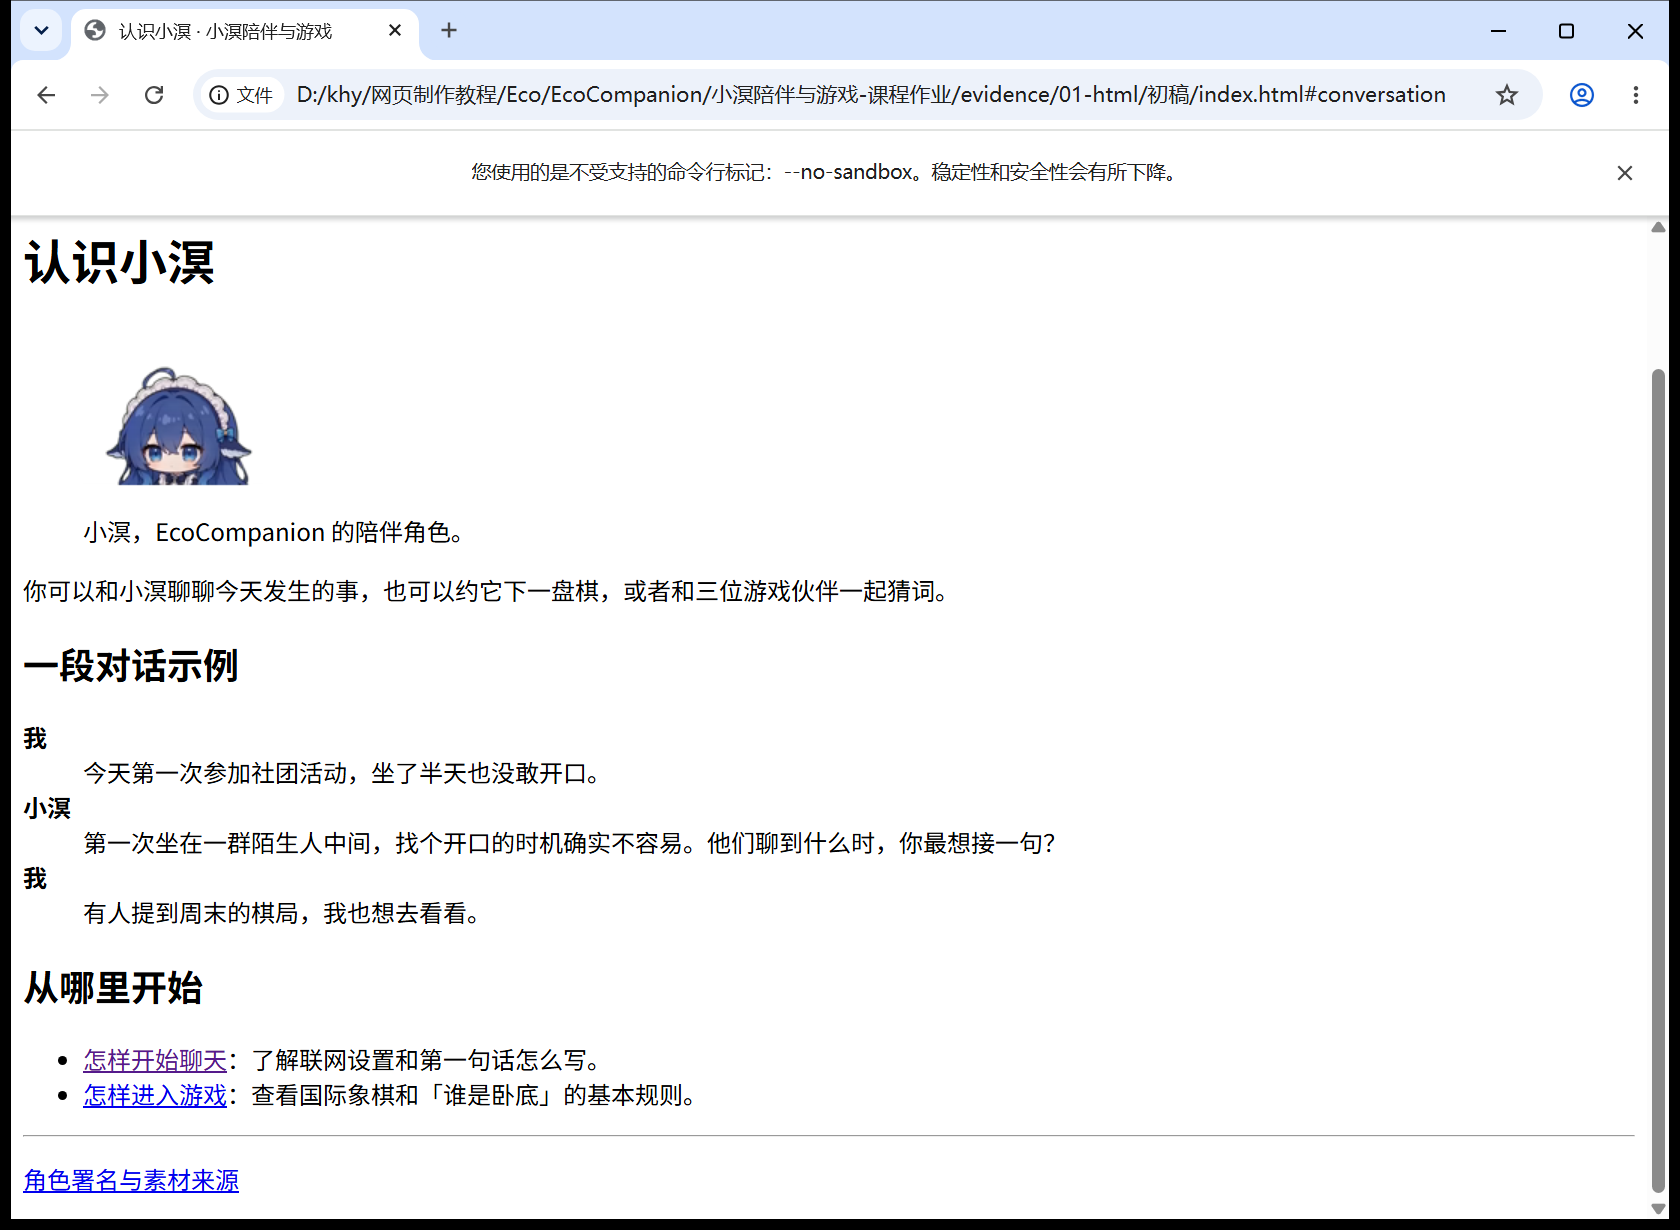 认识小溟 · 小溟陪伴与游戏
文件 D:/khy/网页制作教程/Eco/EcoCompanion/小溟陪伴与游戏-课程作业/evidence/01-html/初稿/index.html#conversation
您使用的是不受支持的命令行标记：--no-sandbox。稳定性和安全性会有所下降。
认识小溟
小溟，EcoCompanion 的陪伴角色。
你可以和小溟聊聊今天发生的事，也可以约它下一盘棋，或者和三位游戏伙伴一起猜词。
一段对话示例
我
今天第一次参加社团活动，坐了半天也没敢开口。
小溟
第一次坐在一群陌生人中间，找个开口的时机确实不容易。他们聊到什么时，你最想接一句？
我
有人提到周末的棋局，我也想去看看。
从哪里开始
怎样开始聊天：了解联网设置和第一句话怎么写。
怎样进入游戏：查看国际象棋和「谁是卧底」的基本规则。
角色署名与素材来源